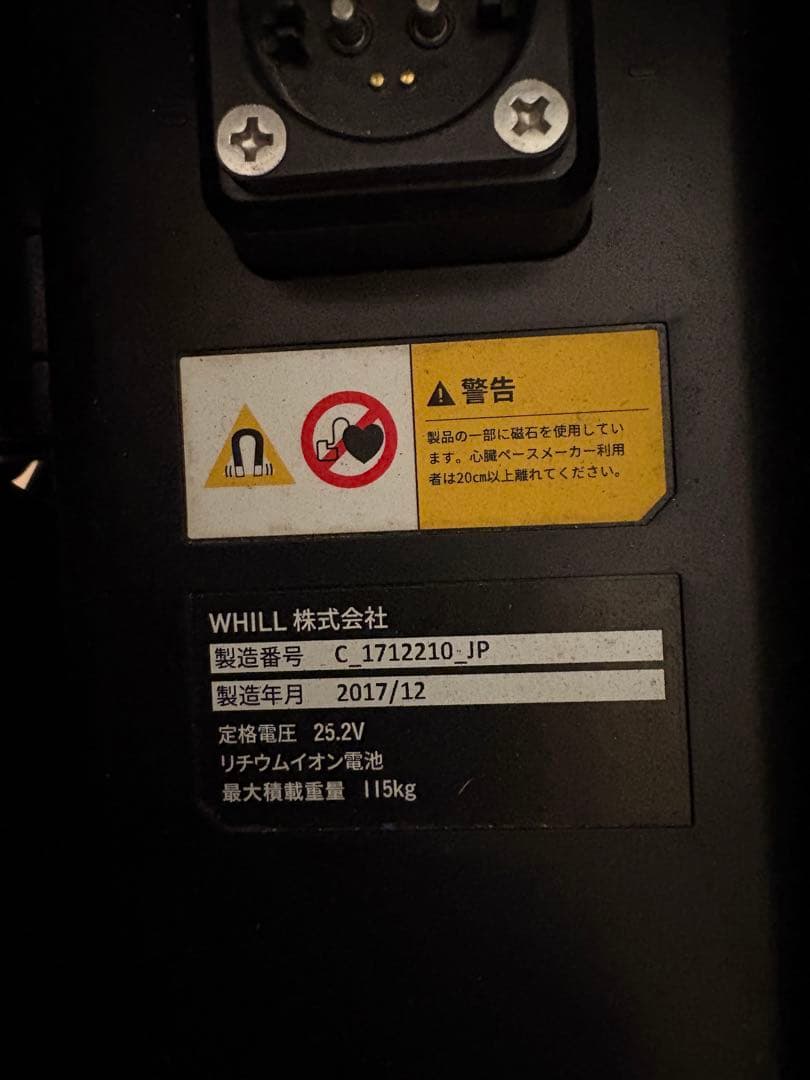 警告
製品の一部に磁石を使用してい
ます。心臓ペースメーカー利用
者は20cm以上離れてください。
WHILL 株式会社
製造番号 C_1712210_JP
製造年月 2017/12
定格電圧 25.2V
リチウムイオン電池
最大積載重量 115kg